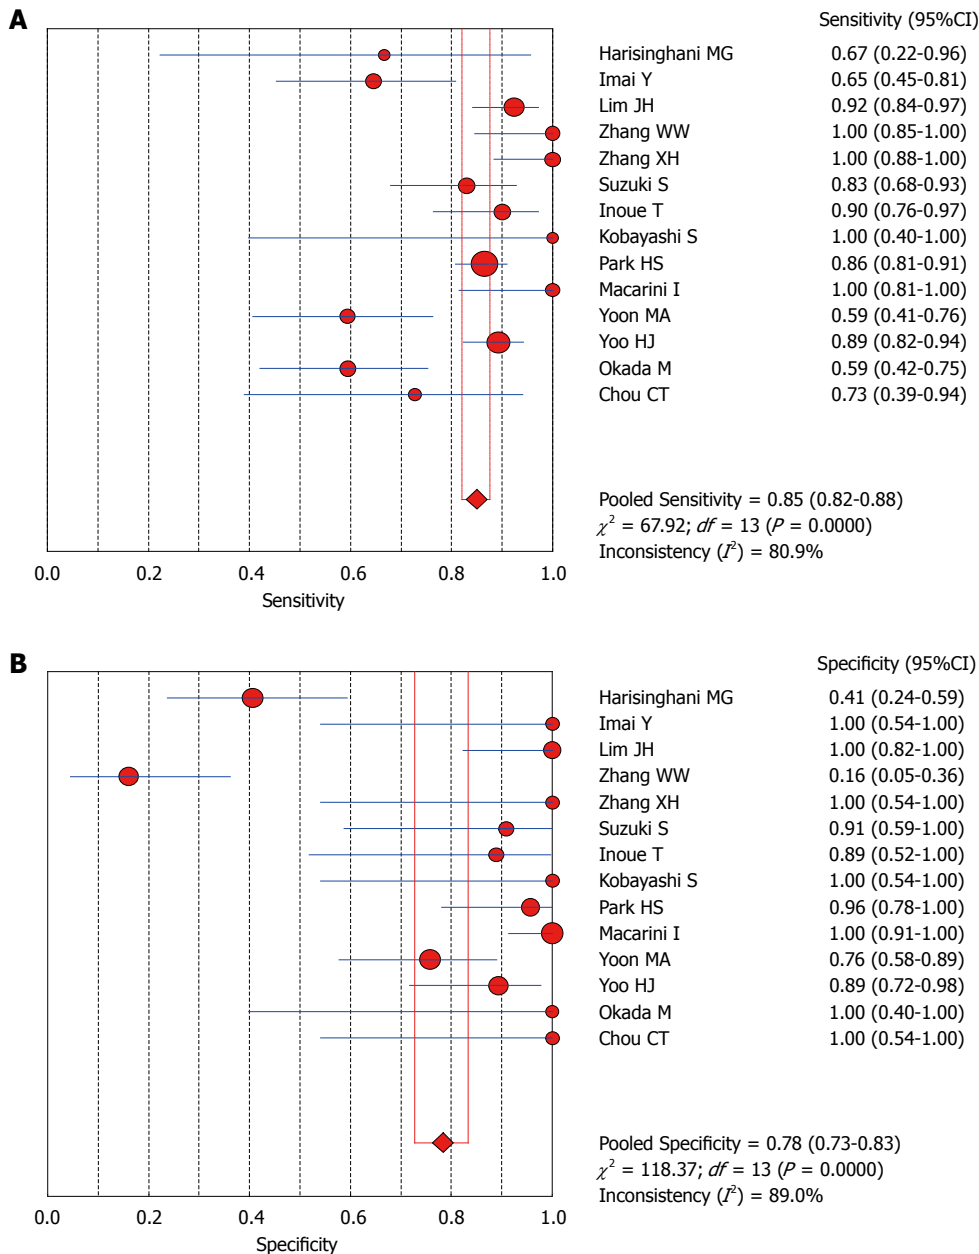 A
Sensitivity (95%CI)
Harisinghani MG 0.67 (0.22-0.96)
Imai Y 0.65 (0.45-0.81)
Lim JH 0.92 (0.84-0.97)
Zhang WW 1.00 (0.85-1.00)
Zhang XH 1.00 (0.88-1.00)
Suzuki S 0.83 (0.68-0.93)
Inoue T 0.90 (0.76-0.97)
Kobayashi S 1.00 (0.40-1.00)
Park HS 0.86 (0.81-0.91)
Macarini I 1.00 (0.81-1.00)
Yoon MA 0.59 (0.41-0.76)
Yoo HJ 0.89 (0.82-0.94)
Okada M 0.59 (0.42-0.75)
Chou CT 0.73 (0.39-0.94)
Pooled Sensitivity = 0.85 (0.82-0.88)
χ² = 67.92; df = 13 (P = 0.0000)
Inconsistency (I²) = 80.9%
0.0 0.2 0.4 0.6 0.8 1.0
Sensitivity
B
Specificity (95%CI)
Harisinghani MG 0.41 (0.24-0.59)
Imai Y 1.00 (0.54-1.00)
Lim JH 1.00 (0.82-1.00)
Zhang WW 0.16 (0.05-0.36)
Zhang XH 1.00 (0.54-1.00)
Suzuki S 0.91 (0.59-1.00)
Inoue T 0.89 (0.52-1.00)
Kobayashi S 1.00 (0.54-1.00)
Park HS 0.96 (0.78-1.00)
Macarini I 1.00 (0.91-1.00)
Yoon MA 0.76 (0.58-0.89)
Yoo HJ 0.89 (0.72-0.98)
Okada M 1.00 (0.40-1.00)
Chou CT 1.00 (0.54-1.00)
Pooled Specificity = 0.78 (0.73-0.83)
χ² = 118.37; df = 13 (P = 0.0000)
Inconsistency (I²) = 89.0%
0.0 0.2 0.4 0.6 0.8 1.0
Specificity